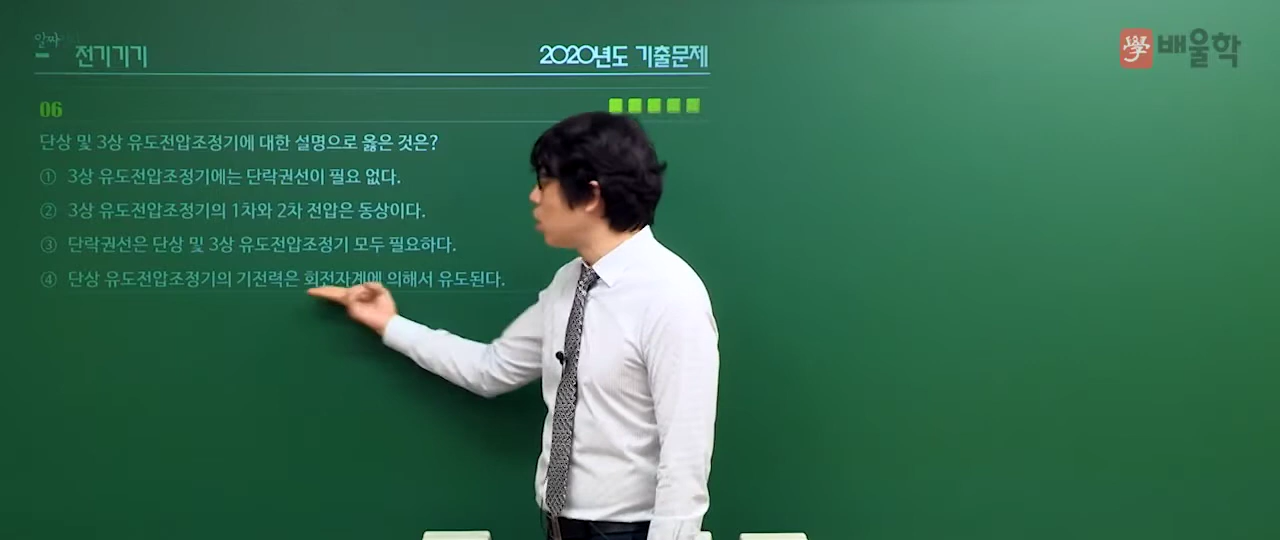 알짜
전기기기
2020년도 기출문제
學 배울학
06
단상 및 3상 유도전압조정기에 대한 설명으로 옳은 것은?
① 3상 유도전압조정기에는 단락권선이 필요 없다.
② 3상 유도전압조정기의 1차와 2차 전압은 동상이다.
③ 단락권선은 단상 및 3상 유도전압조정기 모두 필요하다.
④ 단상 유도전압조정기의 기전력은 회전자계에 의해서 유도된다.